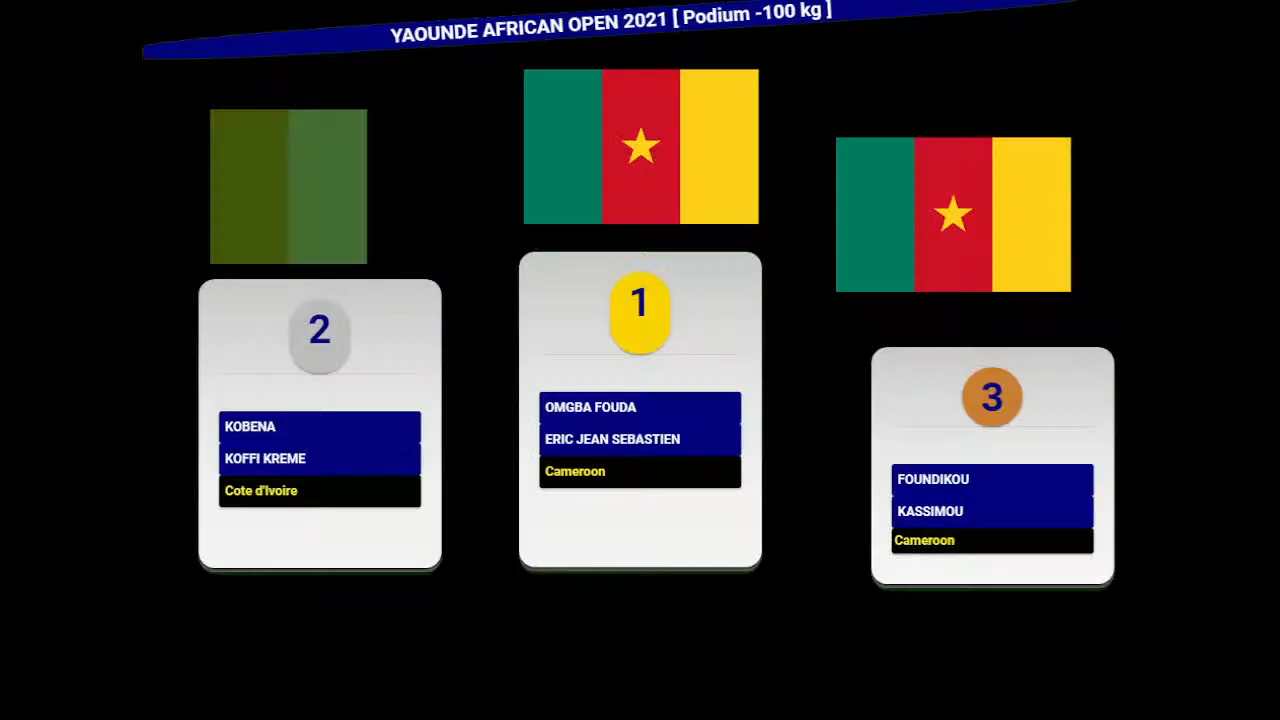 YAOUNDE AFRICAN OPEN 2021 [ Podium -100 kg ]
2
KOBENA
KOFFI KREME
Cote d'Ivoire
1
OMGBA FOUDA
ERIC JEAN SEBASTIEN
Cameroon
3
FOUNDIKOU
KASSIMOU
Cameroon